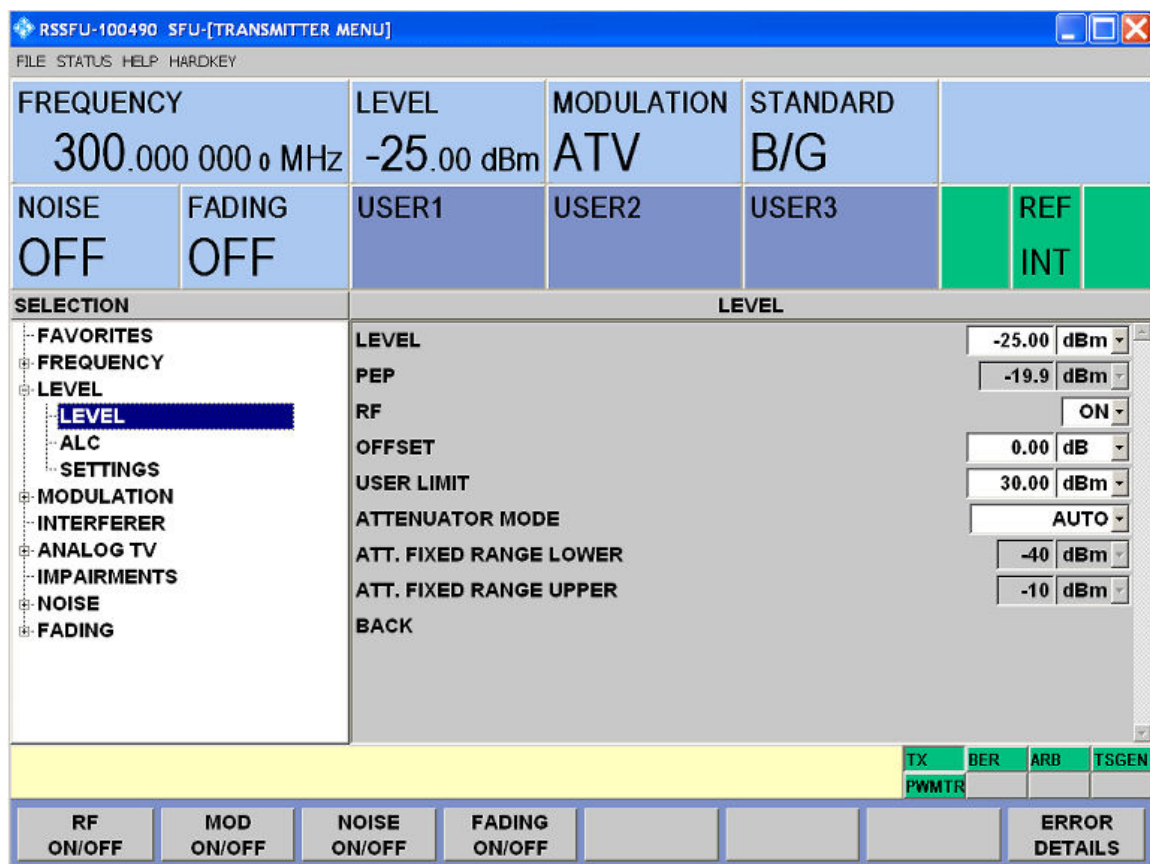 RSSFU-100490 SFU-[TRANSMITTER MENU]
FILE STATUS HELP HARDKEY
FREQUENCY LEVEL MODULATION STANDARD
300.000 000 0 MHz -25.00 dBm ATV B/G
NOISE FADING USER1 USER2 USER3 REF
OFF OFF INT
SELECTION LEVEL
FAVORITES
FREQUENCY
LEVEL
LEVEL
ALC
SETTINGS
MODULATION
INTERFERER
ANALOG TV
IMPAIRMENTS
NOISE
FADING
LEVEL -25.00 dBm
PEP -19.9 dBm
RF ON
OFFSET 0.00 dB
USER LIMIT 30.00 dBm
ATTENUATOR MODE AUTO
ATT. FIXED RANGE LOWER -40 dBm
ATT. FIXED RANGE UPPER -10 dBm
BACK
TX BER ARB TSGEN
PWMTR
RF ON/OFF
MOD ON/OFF
NOISE ON/OFF
FADING ON/OFF
ERROR DETAILS